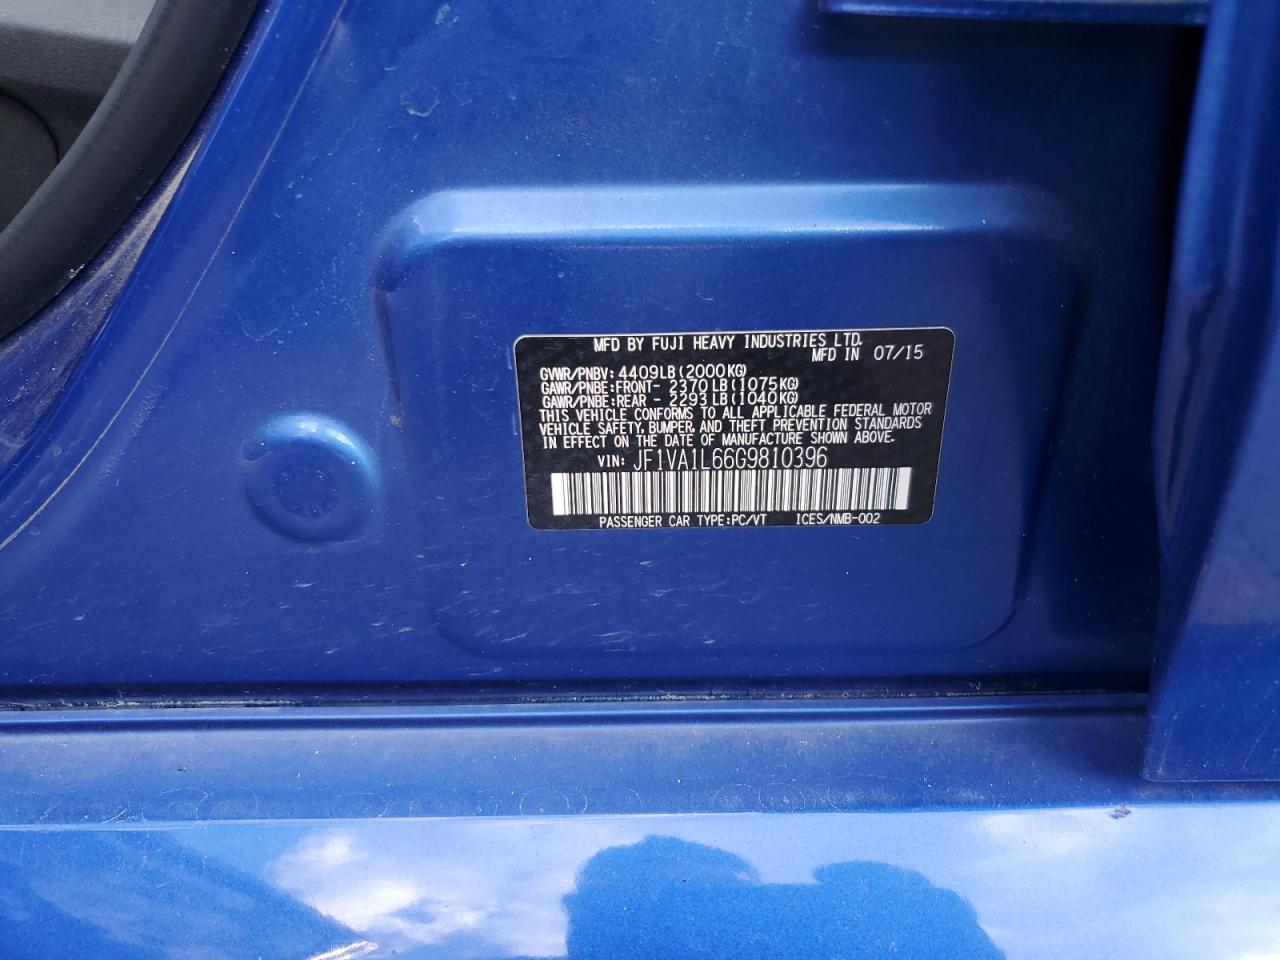 MFD BY FUJI HEAVY INDUSTRIES LTD.
MFD IN 07/15
GVWR/PNBV: 4409LB(2000KG)
GAWR/PNBE:FRONT- 2370LB(1075KG)
GAWR/PNBE:REAR - 2293LB(1040KG)
THIS VEHICLE CONFORMS TO ALL APPLICABLE FEDERAL MOTOR
VEHICLE SAFETY, BUMPER, AND THEFT PREVENTION STANDARDS
IN EFFECT ON THE DATE OF MANUFACTURE SHOWN ABOVE.
VIN: JF1VA1L66G9810396
PASSENGER CAR TYPE:PC/VT ICES/NMB-002